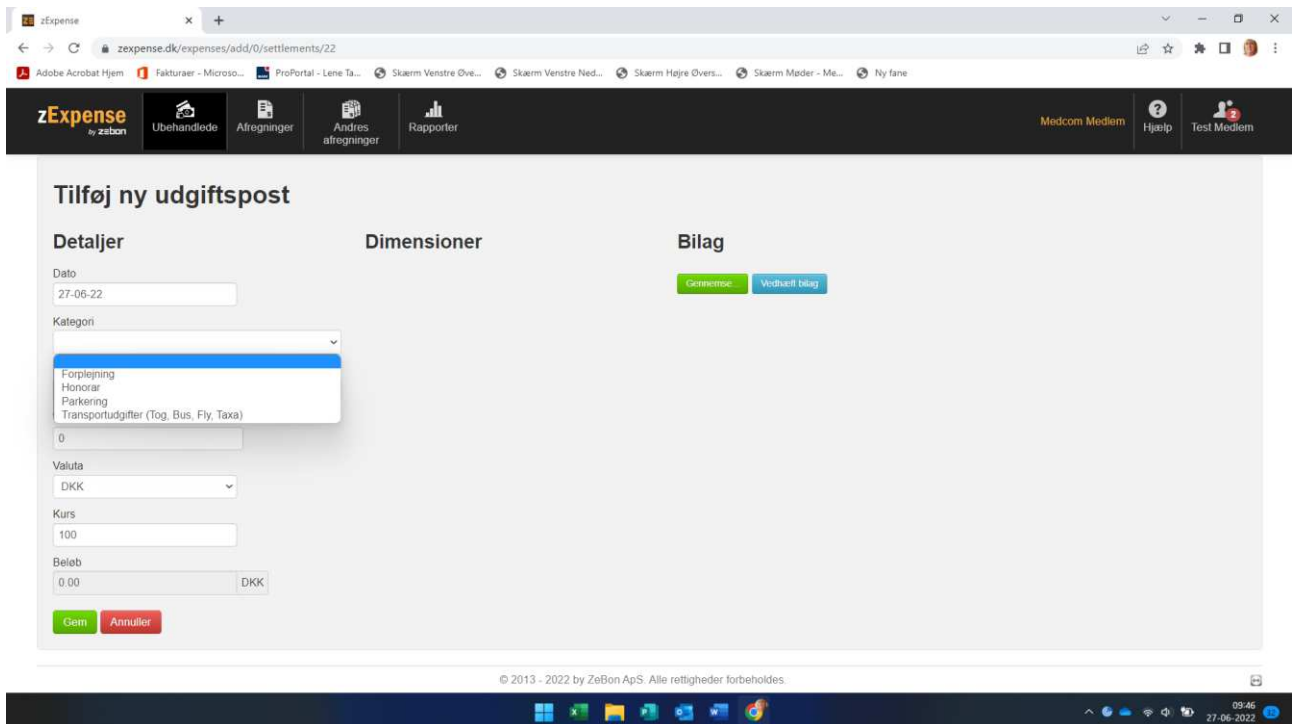 zExpense
zexpense.dk/expenses/add/0/settlements/22
Adobe Acrobat Hjem Fakturaer - Microso... ProPortal - Lene Ta... Skærm Venstre Øve... Skærm Venstre Ned... Skærm Højre Øvers... Skærm Møder - Me... Ny fane
zExpense
by zebon
Ubehandlede
Afregninger
Andres
afregninger
Rapporter
Medcom Medlem
Hjælp
2
Test Medlem
Tilføj ny udgiftspost
Detaljer
Dimensioner
Bilag
Dato
27-06-22
Gennemse...
Vedhæft bilag
Kategori
Forplejning
Honorar
Parkering
Transportudgifter (Tog, Bus, Fly, Taxa)
0
Valuta
DKK
Kurs
100
Beløb
0.00 DKK
Gem
Annuller
© 2013 - 2022 by ZeBon ApS. Alle rettigheder forbeholdes.
09:46
27-06-2022